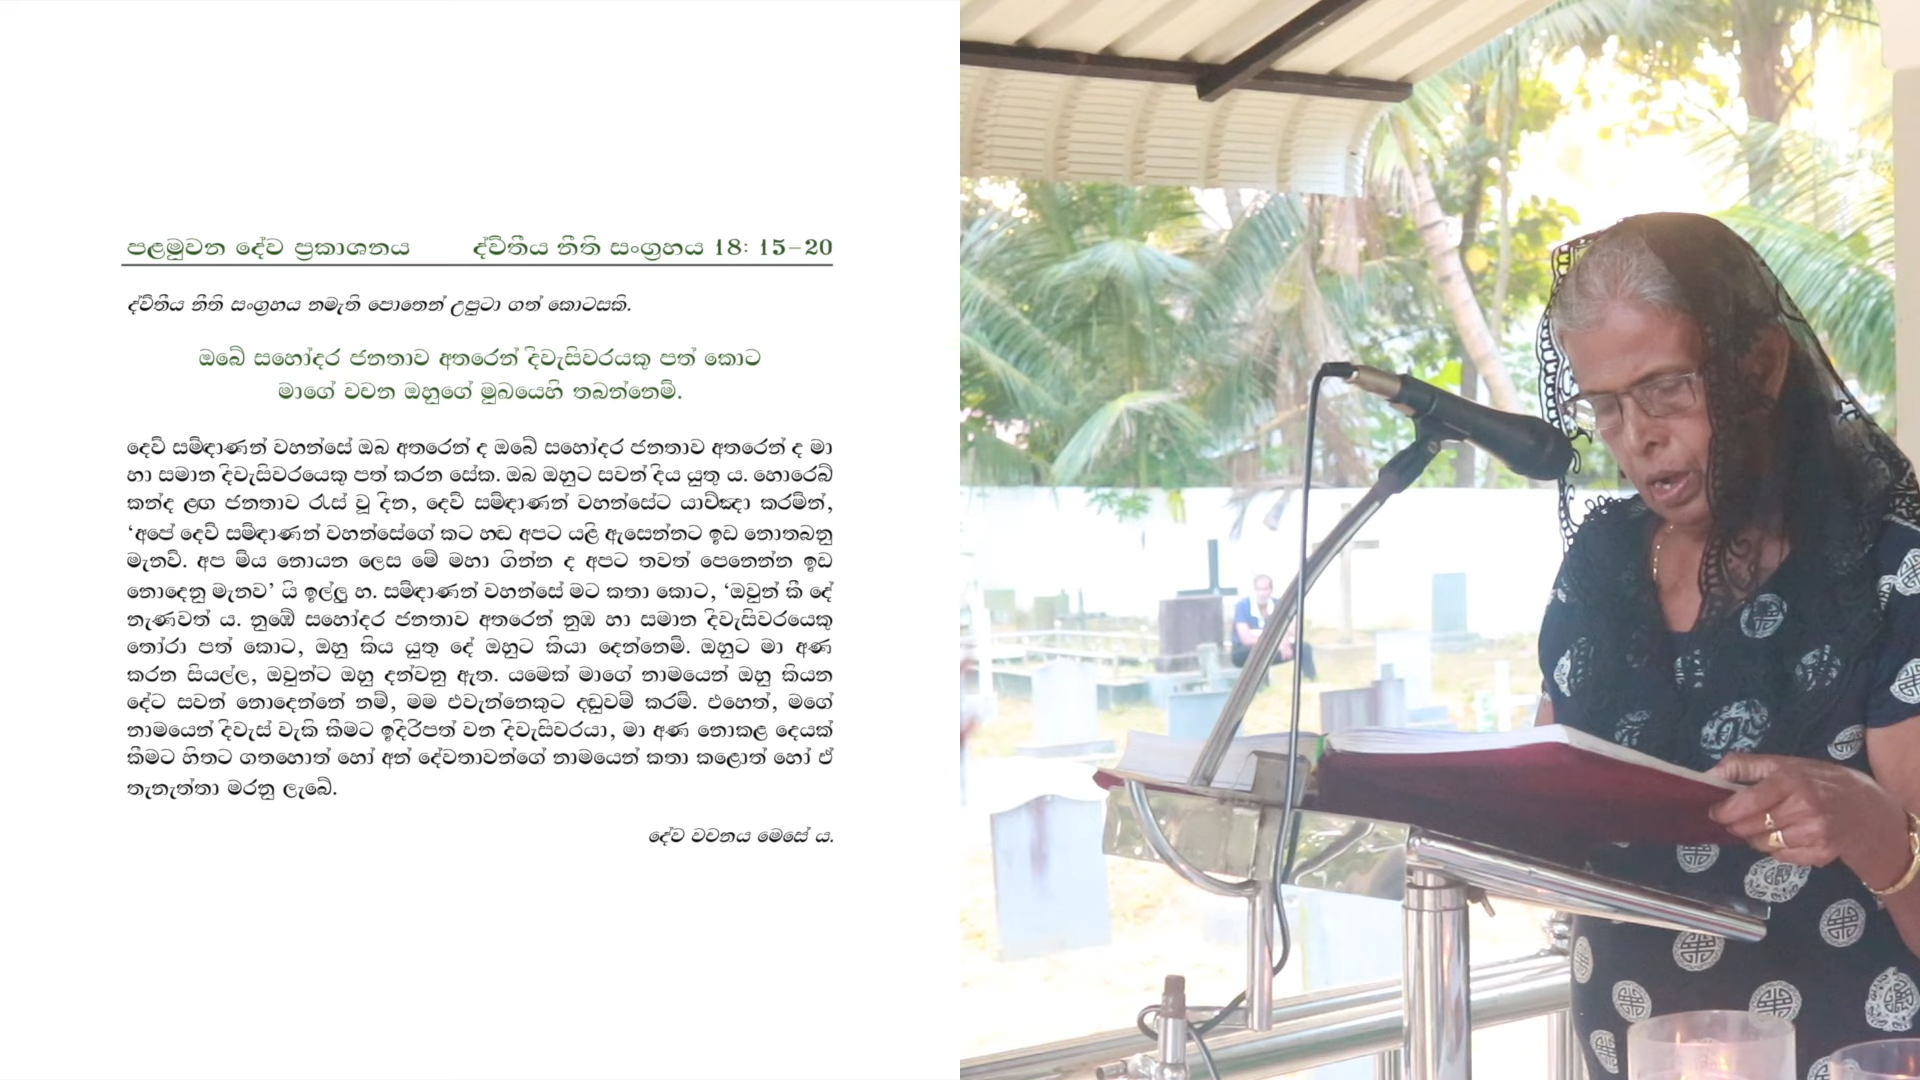 පළමුවන දේව ප්‍රකාශනය ද්විතීය නීති සංග්‍රහය 18: 15–20
ද්විතීය නීති සංග්‍රහය නමැති පොතෙන් උපුටා ගත් කොටසකි.
ඔබේ සහෝදර ජනතාව අතරෙන් දිවැසිවරයකු පත් කොට
මාගේ වචන ඔහුගේ මුඛයෙහි තබන්නෙමි.
දෙවි සමිඳාණන් වහන්සේ ඔබ අතරෙන් ද ඔබේ සහෝදර ජනතාව අතරෙන් ද මා
හා සමාන දිවැසිවරයෙකු පත් කරන සේක. ඔබ ඔහුට සවන් දිය යුතු ය. හොරෙබ්
කන්ද ළඟ ජනතාව රැස් වූ දින, දෙවි සමිඳාණන් වහන්සේට යාච්ඤා කරමින්,
‘අපේ දෙවි සමිඳාණන් වහන්සේගේ කට හඬ අපට යළි ඇසෙන්නට ඉඩ නොතබනු
මැනවි. අප මිය නොයන ලෙස මේ මහා ගින්න ද අපට තවත් පෙනෙන්න ඉඩ
නොදෙනු මැනව’ යි ඉල්ලූ හ. සමිඳාණන් වහන්සේ මට කතා කොට, ‘ඔවුන් කී දේ
නැණවත් ය. නුඹේ සහෝදර ජනතාව අතරෙන් නුඹ හා සමාන දිවැසිවරයෙකු
තෝරා පත් කොට, ඔහු කිය යුතු දේ ඔහුට කියා දෙන්නෙමි. ඔහුට මා අණ
කරන සියල්ල, ඔවුන්ට ඔහු දන්වනු ඇත. යමෙක් මාගේ නාමයෙන් ඔහු කියන
දේට සවන් නොදෙන්නේ නම්, මම එවැන්නෙකුට දඬුවම් කරමි. එහෙත්, මගේ
නාමයෙන් දිවැස් වැකි කීමට ඉදිරිපත් වන දිවැසිවරයා, මා අණ නොකළ දෙයක්
කීමට හිතට ගතහොත් හෝ අන් දේවතාවන්ගේ නාමයෙන් කතා කළොත් හෝ ඒ
තැනැත්තා මරනු ලැබේ.
දේව වචනය මෙසේ ය.